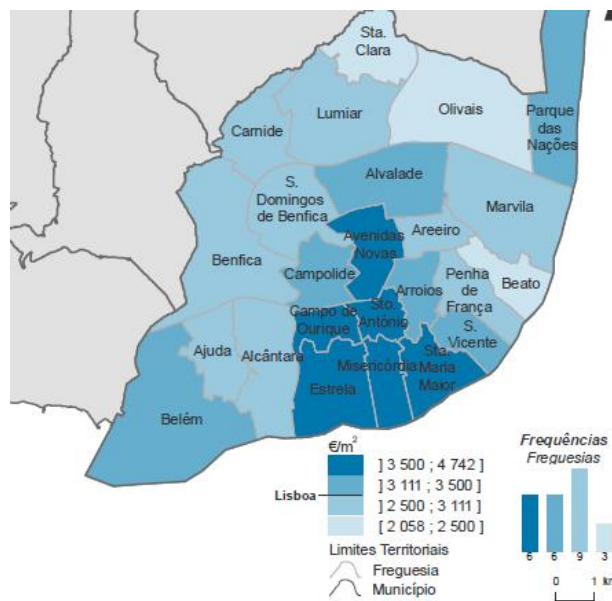 Sta.
Clara
Lumiar
Olivais
Parque
das
Nações
Carnide
Alvalade
S.
Domingos
de Benfica
Marvila
Avenidas
Novas
Areeiro
Benfica
Campolide
Arroios
Penha
de
França
Beato
Campo de
Ourique
Sto.
António
S.
Vicente
Ajuda
Alcântara
Estrela
Misericórdia
Sta.
Maria
Maior
Belém
€/m²
] 3 500 ; 4 742 ]
] 3 111 ; 3 500 ]
Lisboa
] 2 500 ; 3 111 ]
[ 2 058 ; 2 500 ]
Limites Territoriais
Freguesia
Município
Frequências
Freguesias
6 6 9 3
0 1 km